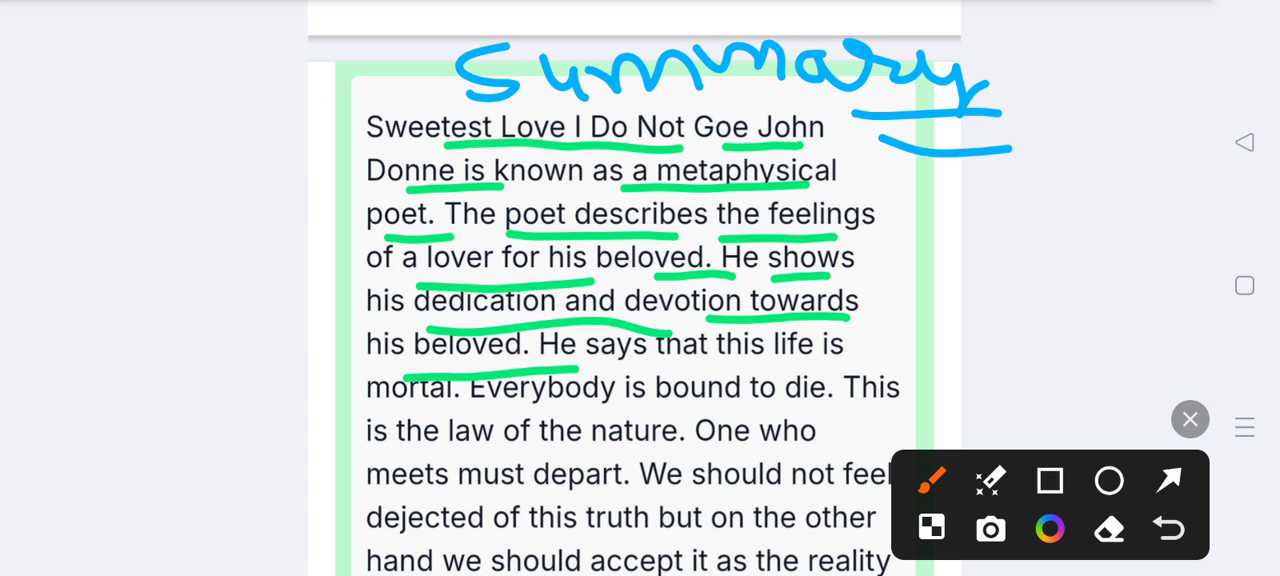 Summary
Sweetest Love I Do Not Goe John
Donne is known as a metaphysical
poet. The poet describes the feelings
of a lover for his beloved. He shows
his dedication and devotion towards
his beloved. He says that this life is
mortal. Everybody is bound to die. This
is the law of the nature. One who
meets must depart. We should not feel
dejected of this truth but on the other
hand we should accept it as the reality